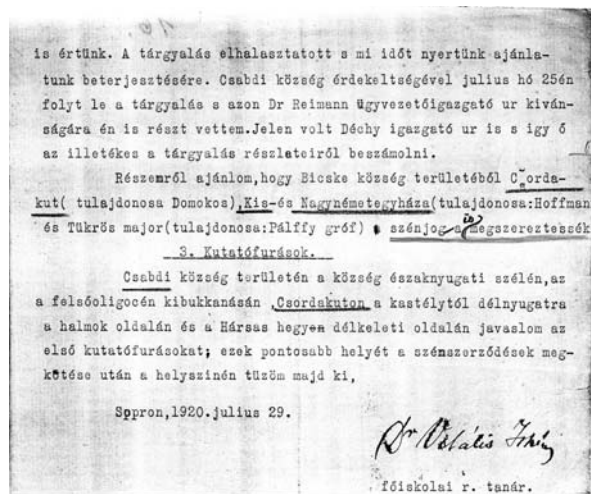 is értünk. A tárgyalás elhalasztatott s mi időt nyertünk ajánla-
tunk beterjesztésére. Csabdi község érdekeltségével julius hó 25én
folyt le a tárgyalás s azon Dr Reimann ügyvezetőigazgató ur kiván-
ságára én is részt vettem.Jelen volt Déchy igazgató ur is s igy ő
az illetékes a tárgyalás részleteiről beszámolni.
Részemről ajánlom,hogy Bicske község területéből Csorda-
kut( tulajdonosa Domokos),Kis-és Nagynémetegyháza(tulajdonosa:Hoffman
és Tükrös major(tulajdonosa:Pálffy gróf) szénjoga is megszereztessék
3. Kutatófurások.
Csabdi község területén a község északnyugati szélén,az
a felsőoligocén kibukkanásán ,Csordakuton a kastélytól délnyugatra
a halmok oldalán és a Hársas hegyen délkeleti oldalán javaslom az
első kutatófurásokat; ezek pontosabb helyét a szénszerződések meg-
kötése után a helyszinén tüzöm majd ki,
Sopron,1920.julius 29.
Dr Vitális
főiskolai r. tanár.